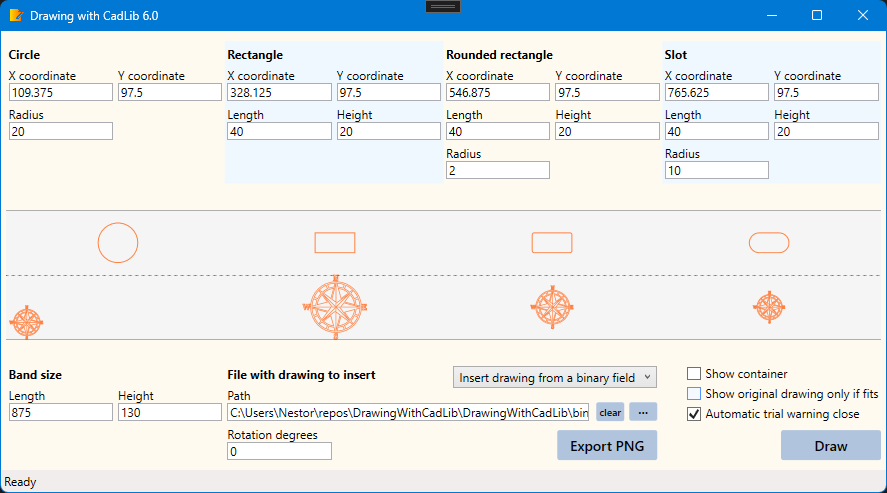 Drawing with CadLib 6.0
Circle Rectangle Rounded rectangle Slot
X coordinate Y coordinate X coordinate Y coordinate X coordinate Y coordinate X coordinate Y coordinate
109.375 97.5 328.125 97.5 546.875 97.5 765.625 97.5
Radius Length Height Length Height Length Height
20 40 20 40 20 40 20
Radius Radius
2 10
N N N N
W E W E W E W E
S S S S
Band size File with drawing to insert Insert drawing from a binary field Show container
Length Height Path Show original drawing only if fits
875 130 C:\Users\Nestor\repos\DrawingWithCadLib\DrawingWithCadLib\bin clear ... Automatic trial warning close
Rotation degrees
0 Export PNG Draw
Ready